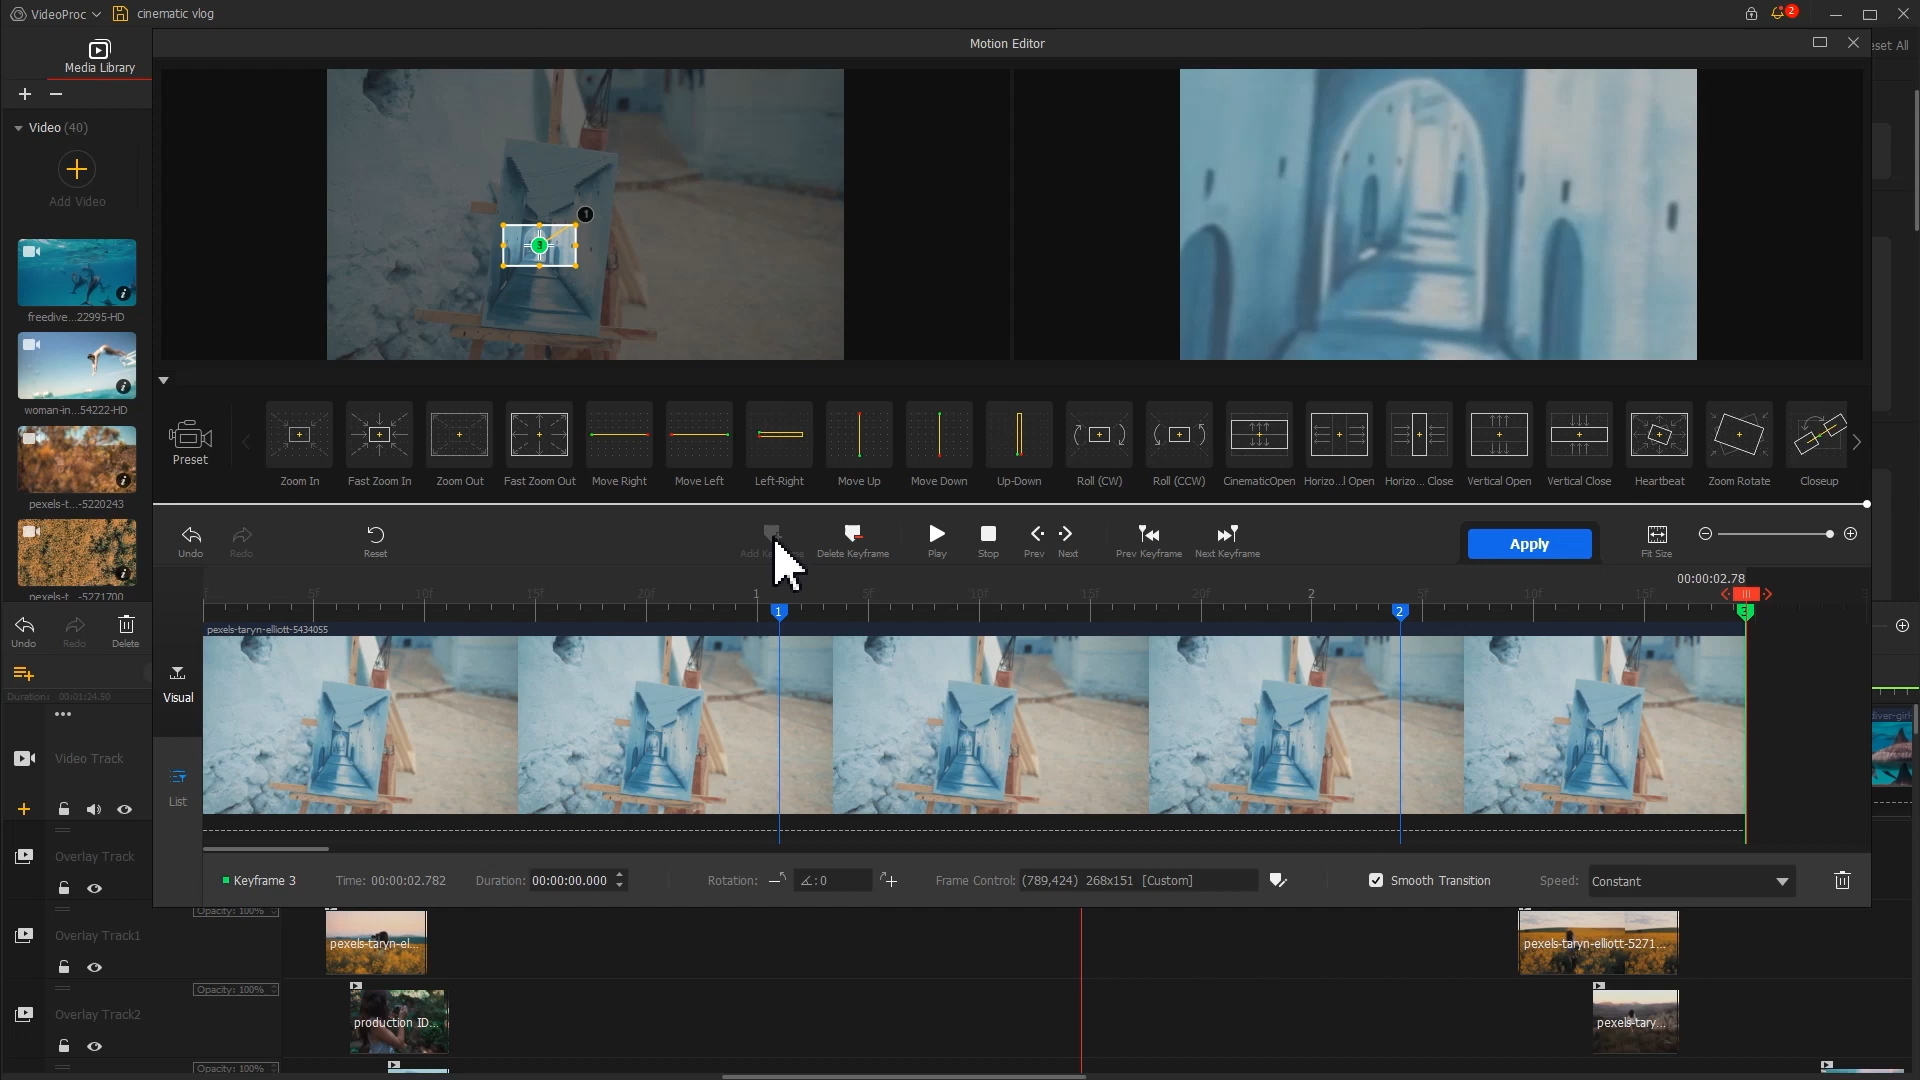 VideoProc
cinematic vlog
2
Motion Editor
eset All
Media Library
Video (40)
Add Video
freedive...22995-HD
woman-in...54222-HD
pexels-t...-5220243
pexels-t...-5271700
1
3
Preset
Zoom In
Fast Zoom In
Zoom Out
Fast Zoom Out
Move Right
Move Left
Left-Right
Move Up
Move Down
Up-Down
Roll (CW)
Roll (CCW)
CinematicOpen
Horizo...l Open
Horizo... Close
Vertical Open
Vertical Close
Heartbeat
Zoom Rotate
Closeup
Undo
Redo
Reset
Delete Keyframe
Play
Stop
Prev
Next
Prev Keyframe
Next Keyframe
Apply
Fit Size
00:00:02.78
5f
10f
15f
20f
1
5f
10f
15f
20f
2
5f
10f
15f
1
2
3
pexels-taryn-elliott-5434055
Undo
Redo
Delete
Duration: 00:01:24.50
Visual
List
Video Track
diver-girl-
Overlay Track
Keyframe 3
Time: 00:00:02.782
Duration: 00:00:00.000
Rotation:
∠:0
Frame Control: (789,424) 268x151 [Custom]
Smooth Transition
Speed: Constant
Opacity: 100%
Overlay Track1
pexels-taryn-el...
pexels-taryn-elliott-5271...
Opacity: 100%
Overlay Track2
production ID...
pexels-tary...
Opacity: 100%